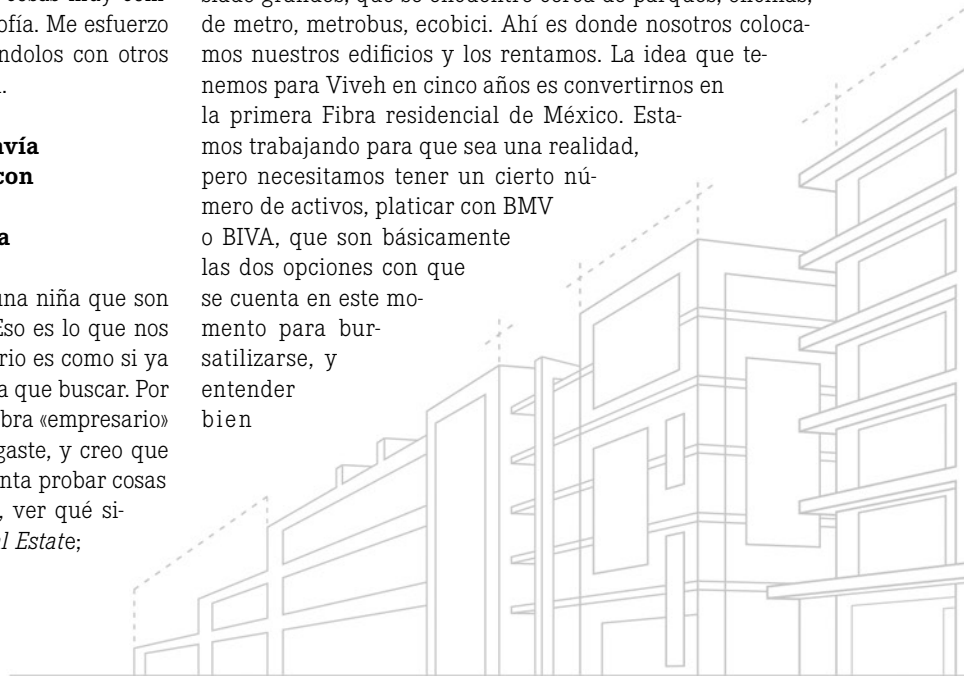 cosas muy com-
ofía. Me esfuerzo
ndolos con otros
avía
con
a
una niña que son
Eso es lo que nos
rio es como si ya
a que buscar. Por
bra «empresario»
gaste, y creo que
nta probar cosas
, ver qué si-
l Estate;
siado grandes, que se encuentre cerca de parques,
de metro, metrobus, ecobici. Ahí es donde nosotros coloca-
mos nuestros edificios y los rentamos. La idea que te-
nemos para Viveh en cinco años es convertirnos en
la primera Fibra residencial de México. Esta-
mos trabajando para que sea una realidad,
pero necesitamos tener un cierto nú-
mero de activos, platicar con BMV
o BIVA, que son básicamente
las dos opciones con que
se cuenta en este mo-
mento para bur-
satilizarse, y
entender
bien